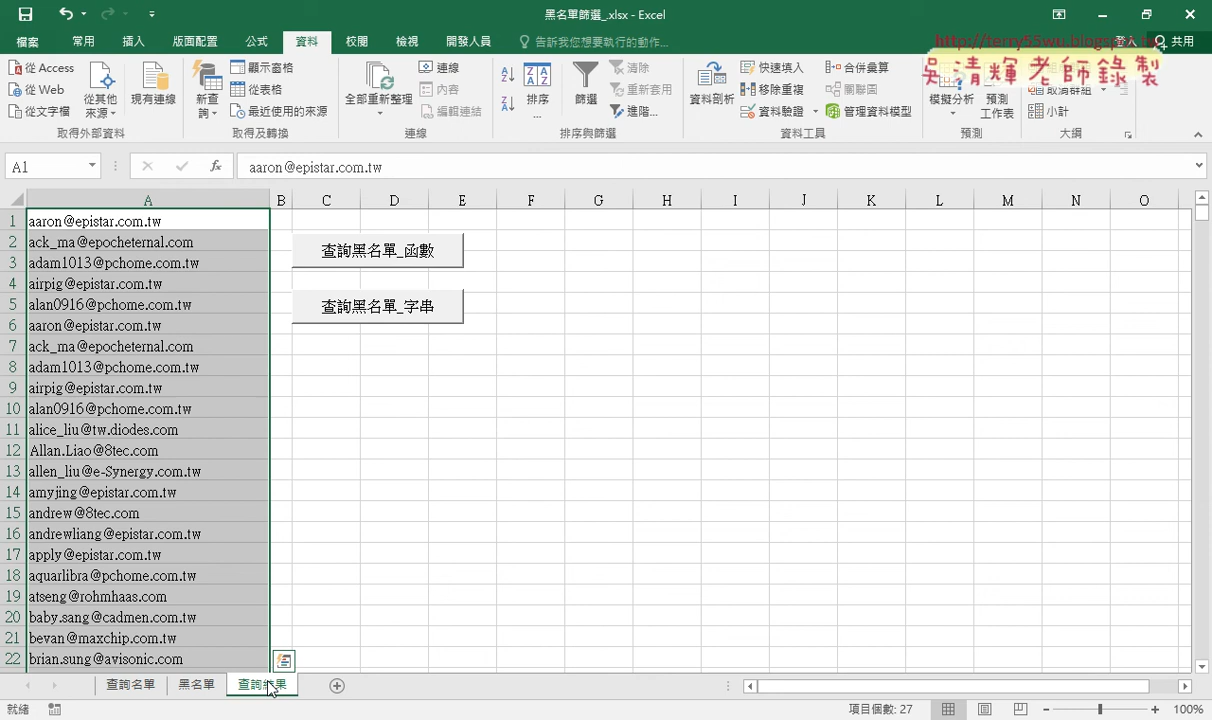 黑名單篩選_.xlsx - Excel
檔案 常用 插入 版面配置 公式 資料 校閱 檢視 開發人員 告訴我您想要執行的動作... 登入 共用
http://terry55wu.blogspot.tw
吳清輝老師錄製
從 Access
從 Web
從文字檔
從其他來源
現有連線
取得外部資料
新查詢
顯示窗格
從表格
最近使用的來源
取得及轉換
全部重新整理
連線
內容
編輯連結
連線
排序...
篩選
清除
重新套用
進階...
排序與篩選
資料剖析
快速填入
移除重複
資料驗證
合併彙算
關聯圖
管理資料模型
資料工具
模擬分析
預測工作表
預測
取消群組
小計
大綱
A1
fx
aaron@epistar.com.tw
A B C D E F G H I J K L M N O
1 aaron@epistar.com.tw
2 ack_ma@epocheternal.com
3 adam1013@pchome.com.tw
4 airpig@epistar.com.tw
5 alan0916@pchome.com.tw
6 aaron@epistar.com.tw
7 ack_ma@epocheternal.com
8 adam1013@pchome.com.tw
9 airpig@epistar.com.tw
10 alan0916@pchome.com.tw
11 alice_liu@tw.diodes.com
12 Allan.Liao@8tec.com
13 allen_liu@e-Synergy.com.tw
14 amyjing@epistar.com.tw
15 andrew@8tec.com
16 andrewliang@epistar.com.tw
17 apply@epistar.com.tw
18 aquarlibra@pchome.com.tw
19 atseng@rohmhaas.com
20 baby.sang@cadmen.com.tw
21 bevan@maxchip.com.tw
22 brian.sung@avisonic.com
查詢黑名單_函數
查詢黑名單_字串
查詢名單 黑名單 查詢結果
就緒 項目個數: 27 100%